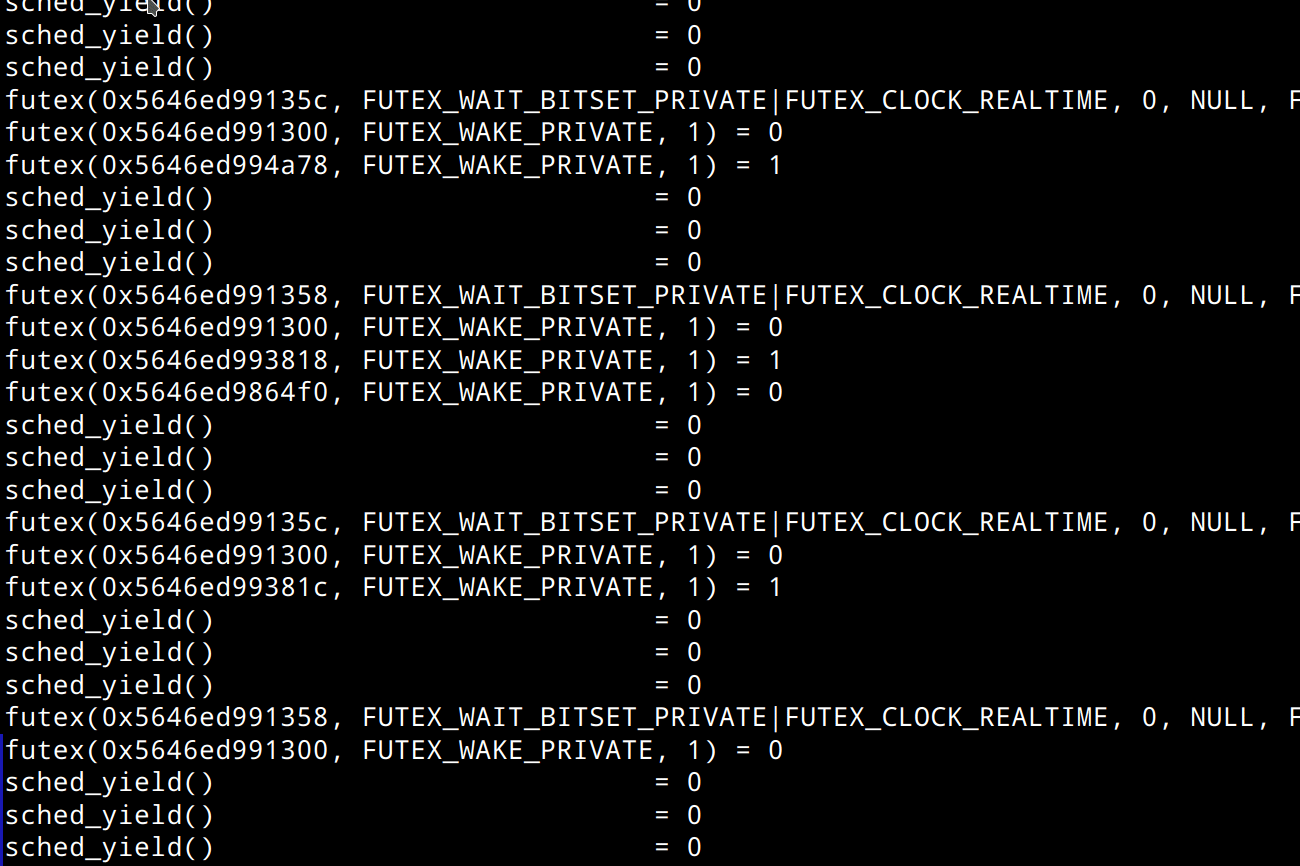 sched_yield() = 0
sched_yield() = 0
sched_yield() = 0
futex(0x5646ed99135c, FUTEX_WAIT_BITSET_PRIVATE|FUTEX_CLOCK_REALTIME, 0, NULL, F
futex(0x5646ed991300, FUTEX_WAKE_PRIVATE, 1) = 0
futex(0x5646ed994a78, FUTEX_WAKE_PRIVATE, 1) = 1
sched_yield() = 0
sched_yield() = 0
sched_yield() = 0
futex(0x5646ed991358, FUTEX_WAIT_BITSET_PRIVATE|FUTEX_CLOCK_REALTIME, 0, NULL, F
futex(0x5646ed991300, FUTEX_WAKE_PRIVATE, 1) = 0
futex(0x5646ed993818, FUTEX_WAKE_PRIVATE, 1) = 1
futex(0x5646ed9864f0, FUTEX_WAKE_PRIVATE, 1) = 0
sched_yield() = 0
sched_yield() = 0
sched_yield() = 0
futex(0x5646ed99135c, FUTEX_WAIT_BITSET_PRIVATE|FUTEX_CLOCK_REALTIME, 0, NULL, F
futex(0x5646ed991300, FUTEX_WAKE_PRIVATE, 1) = 0
futex(0x5646ed99381c, FUTEX_WAKE_PRIVATE, 1) = 1
sched_yield() = 0
sched_yield() = 0
sched_yield() = 0
futex(0x5646ed991358, FUTEX_WAIT_BITSET_PRIVATE|FUTEX_CLOCK_REALTIME, 0, NULL, F
futex(0x5646ed991300, FUTEX_WAKE_PRIVATE, 1) = 0
sched_yield() = 0
sched_yield() = 0
sched_yield() = 0